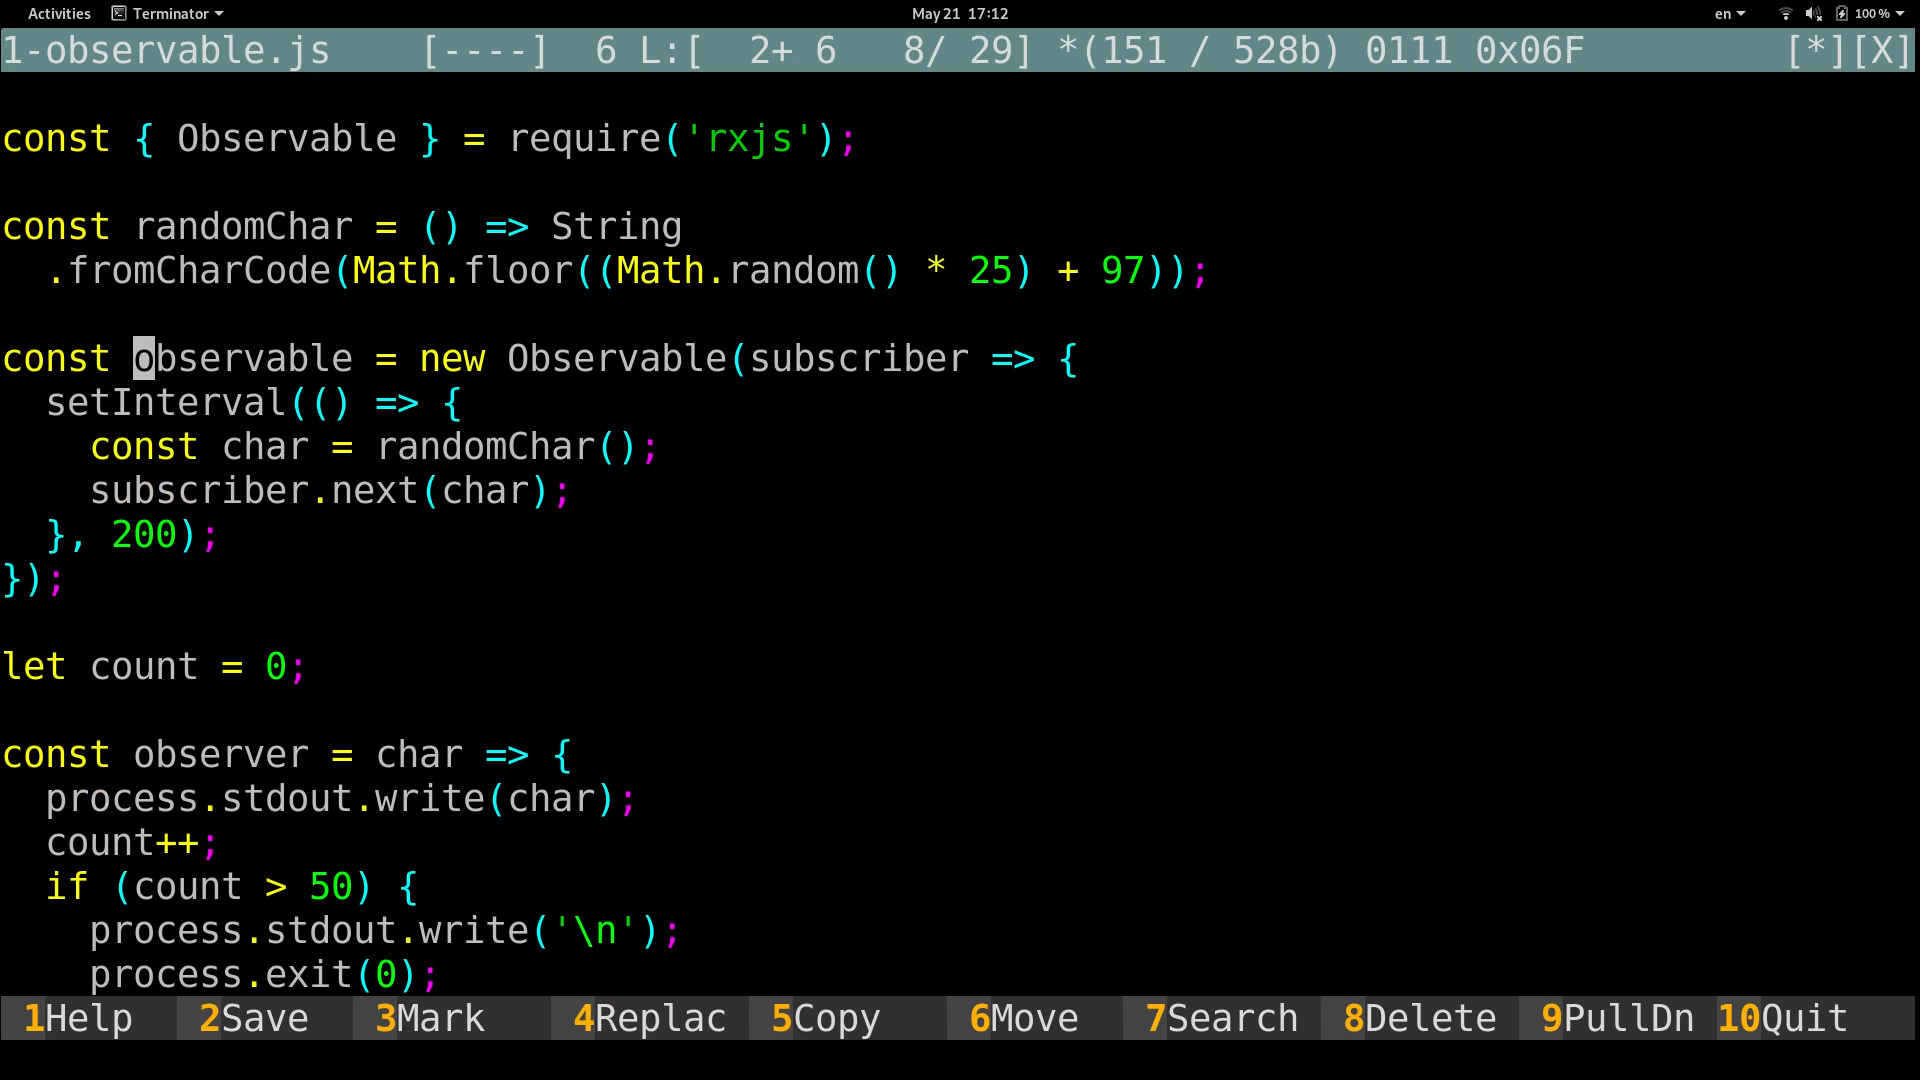 Activities Terminator May 21 17:12 en 100 %
1-observable.js [----] 6 L:[ 2+ 6 8/ 29] *(151 / 528b) 0111 0x06F [*][X]
const { Observable } = require('rxjs');
const randomChar = () => String
.fromCharCode(Math.floor((Math.random() * 25) + 97));
const observable = new Observable(subscriber => {
setInterval(() => {
const char = randomChar();
subscriber.next(char);
}, 200);
});
let count = 0;
const observer = char => {
process.stdout.write(char);
count++;
if (count > 50) {
process.stdout.write('\n');
process.exit(0);
1Help 2Save 3Mark 4Replac 5Copy 6Move 7Search 8Delete 9PullDn 10Quit